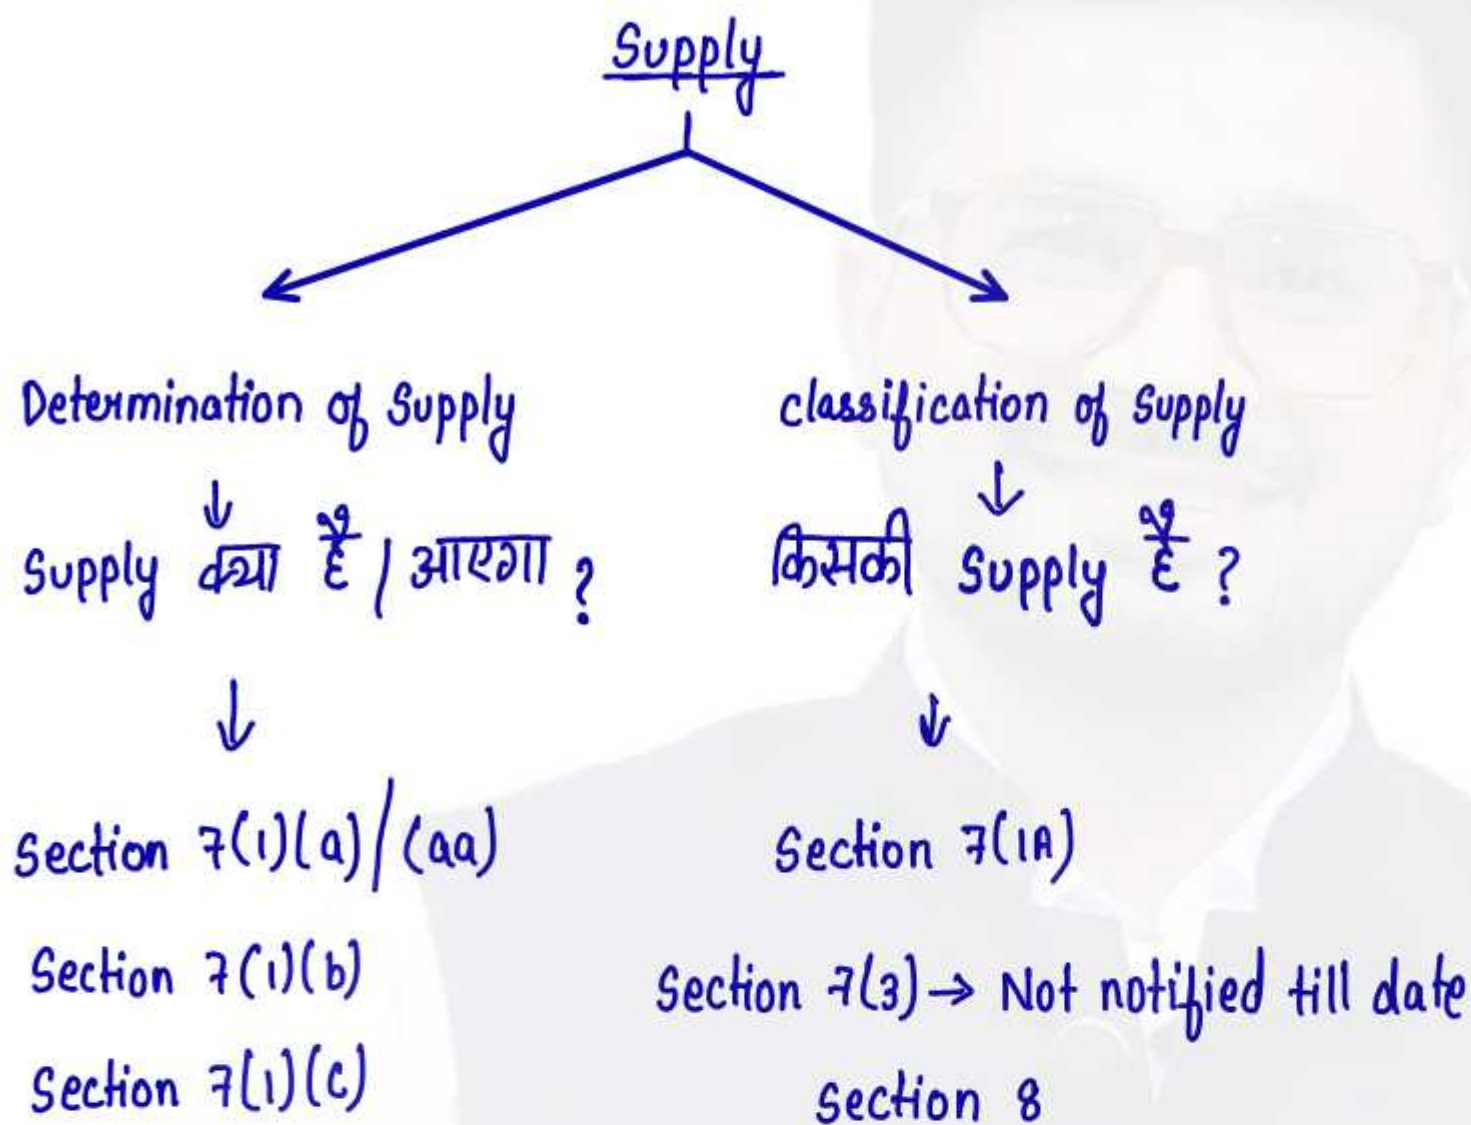 Supply
Determination of Supply
classification of Supply
Supply क्या है / आएगा ?
किसकी Supply है ?
Section 7(1)(a)/(aa)
Section 7(1A)
Section 7(1)(b)
Section 7(3) → Not notified till date
Section 7(1)(c)
Section 8